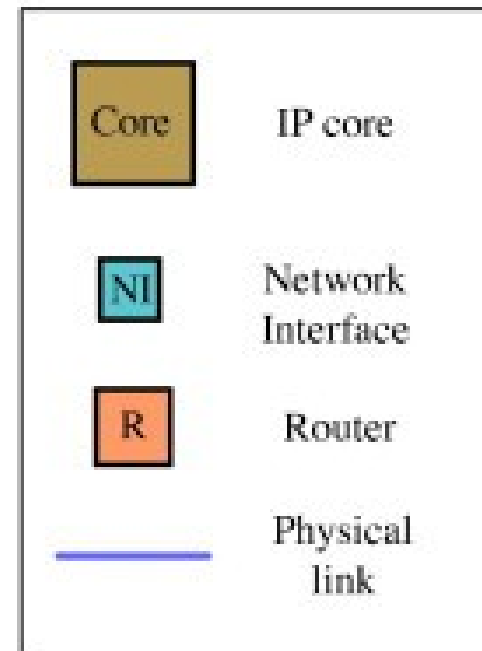 Core IP core
NI Network
Interface
R Router
Physical
link